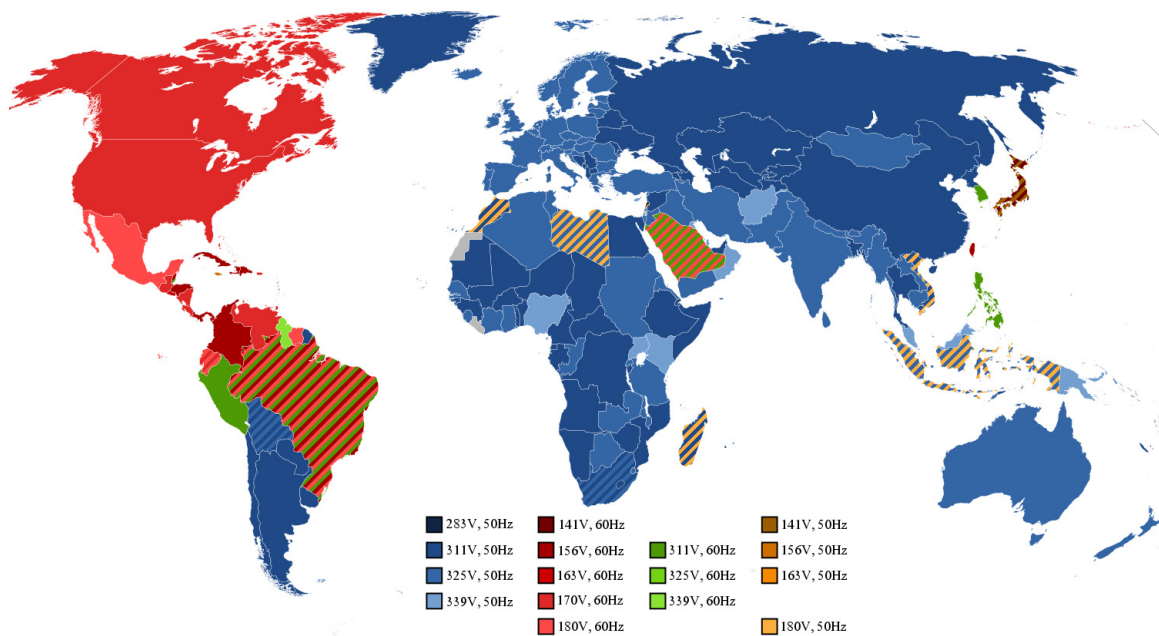 283V, 50Hz 141V, 60Hz 141V, 50Hz
311V, 50Hz 156V, 60Hz 311V, 60Hz 156V, 50Hz
325V, 50Hz 163V, 60Hz 325V, 60Hz 163V, 50Hz
339V, 50Hz 170V, 60Hz 339V, 60Hz
180V, 60Hz 180V, 50Hz